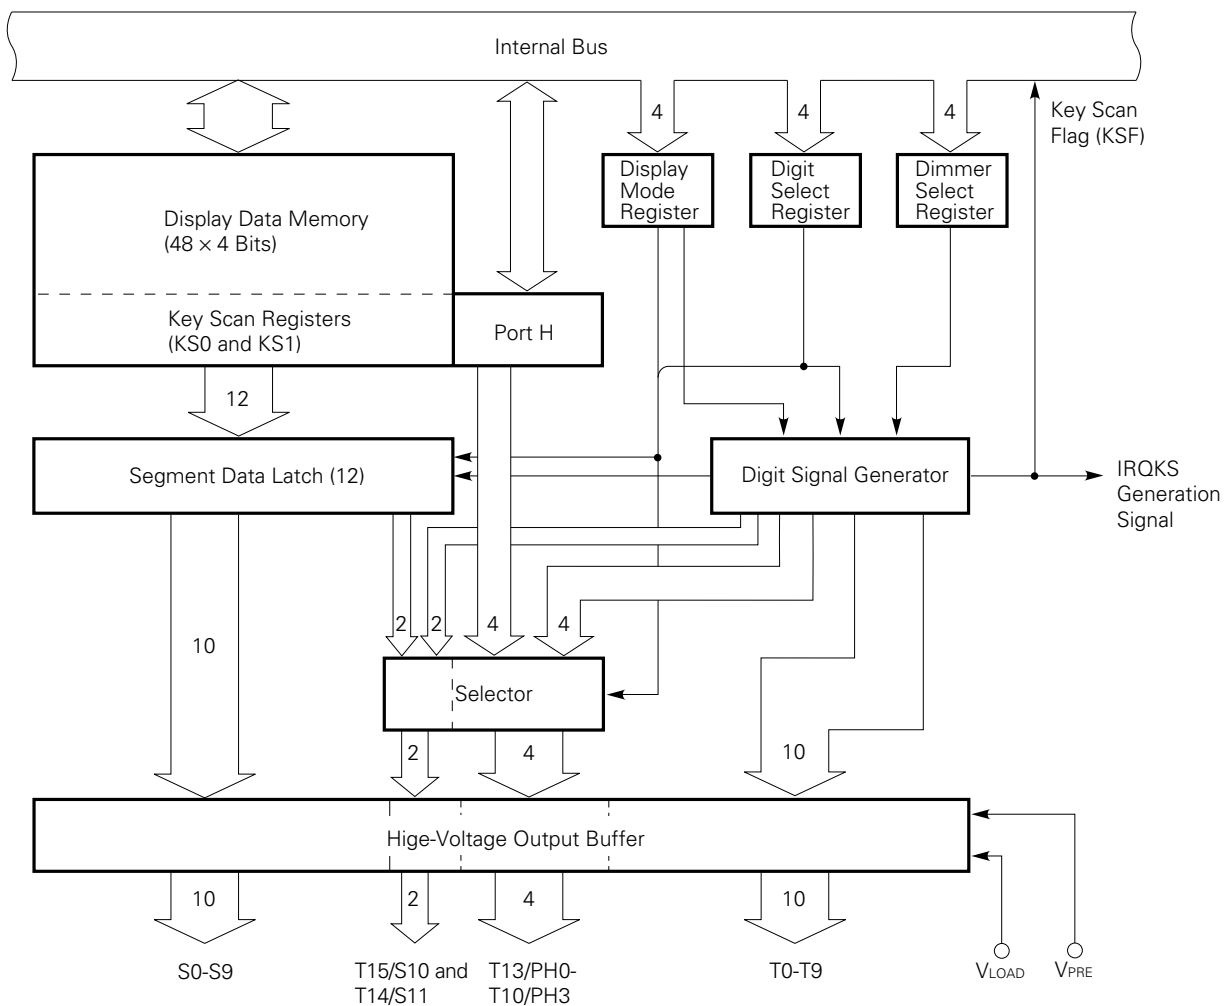 Internal Bus
4
4
4
Key Scan
Flag (KSF)
Display
Mode
Register
Digit
Select
Register
Dimmer
Select
Register
Display Data Memory
(48 × 4 Bits)
Key Scan Registers
(KS0 and KS1)
Port H
12
Segment Data Latch (12)
Digit Signal Generator
IRQKS
Generation
Signal
10
2
2
4
4
Selector
2
4
10
Hige-Voltage Output Buffer
10
2
4
10
S0-S9
T15/S10 and
T14/S11
T13/PH0-
T10/PH3
T0-T9
VLOAD
VPRE